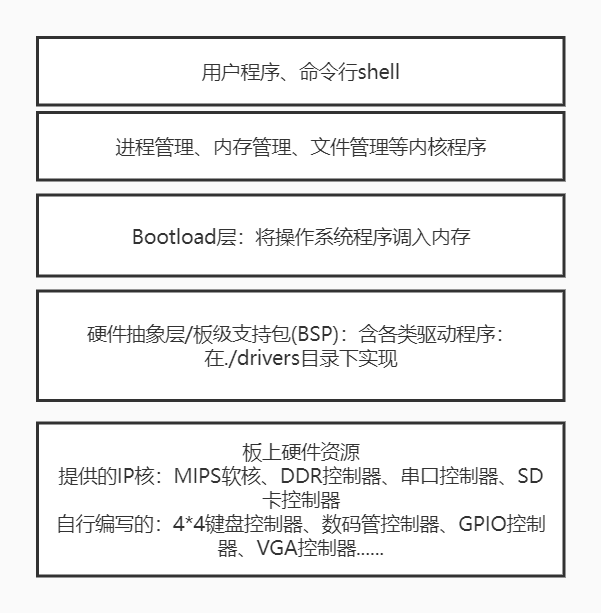 用户程序、命令行shell
进程管理、内存管理、文件管理等内核程序
Bootload层：将操作系统程序调入内存
硬件抽象层/板级支持包(BSP)：含各类驱动程序：
在./drivers目录下实现
板上硬件资源
提供的IP核：MIPS软核、DDR控制器、串口控制器、SD
卡控制器
自行编写的：4*4键盘控制器、数码管控制器、GPIO控制
器、VGA控制器......